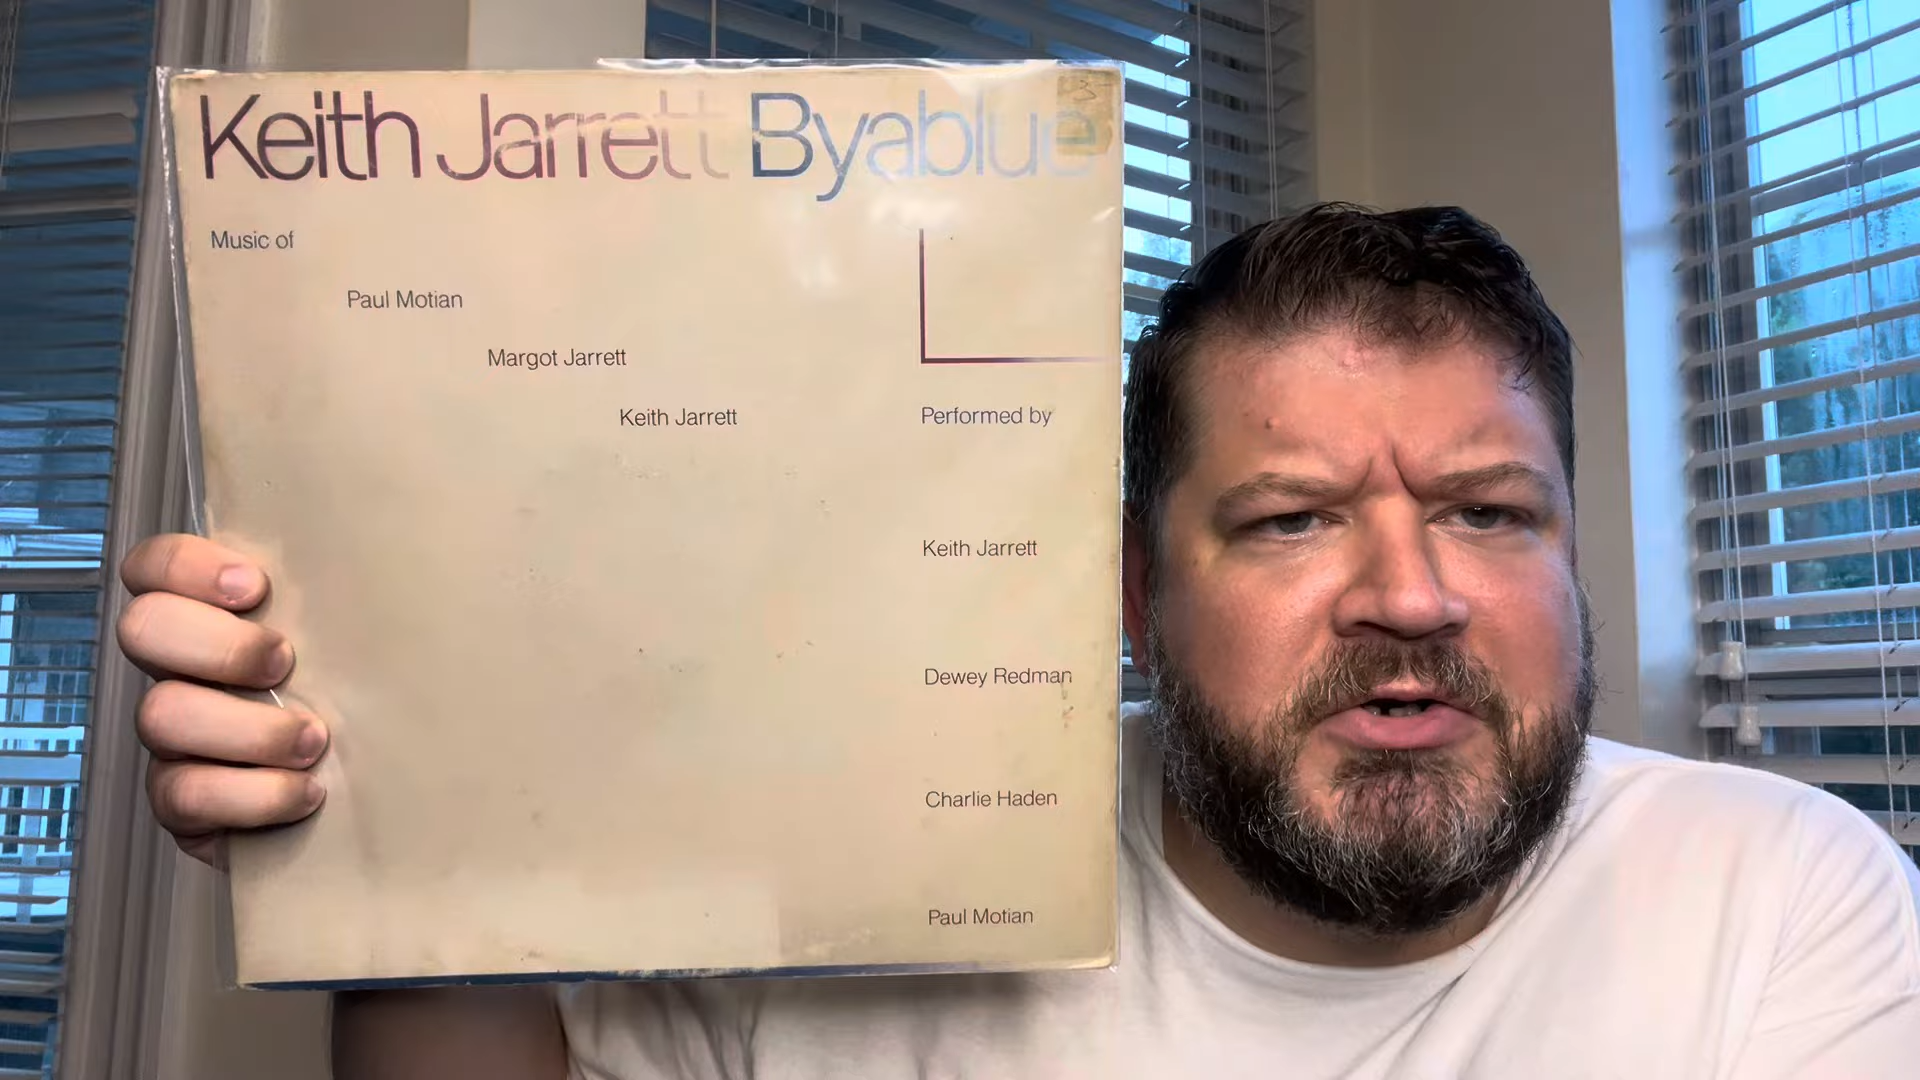 Keith Jarrett Byablue
3
Music of
Paul Motian
Margot Jarrett
Keith Jarrett
Performed by
Keith Jarrett
Dewey Redman
Charlie Haden
Paul Motian